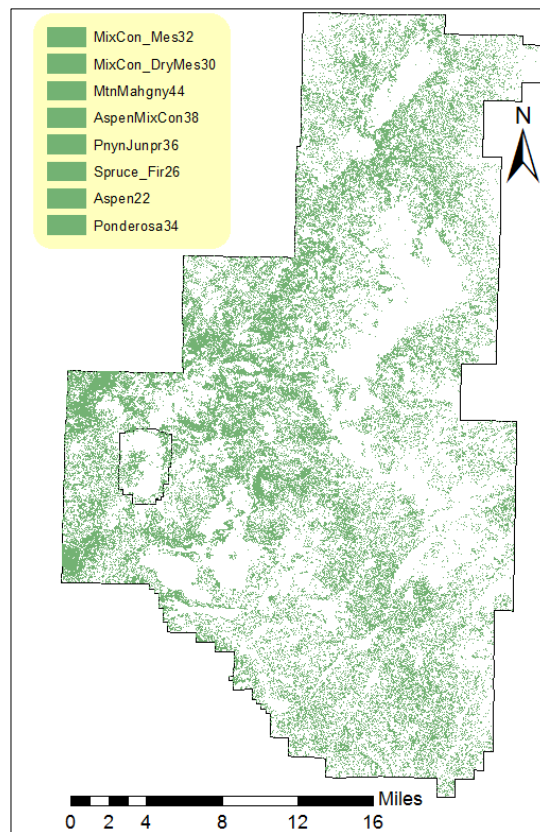 MixCon_Mes32
MixCon_DryMes30
MtnMahgny44
AspenMixCon38
PnynJunpr36
Spruce_Fir26
Aspen22
Ponderosa34
N
Miles
0 2 4 8 12 16